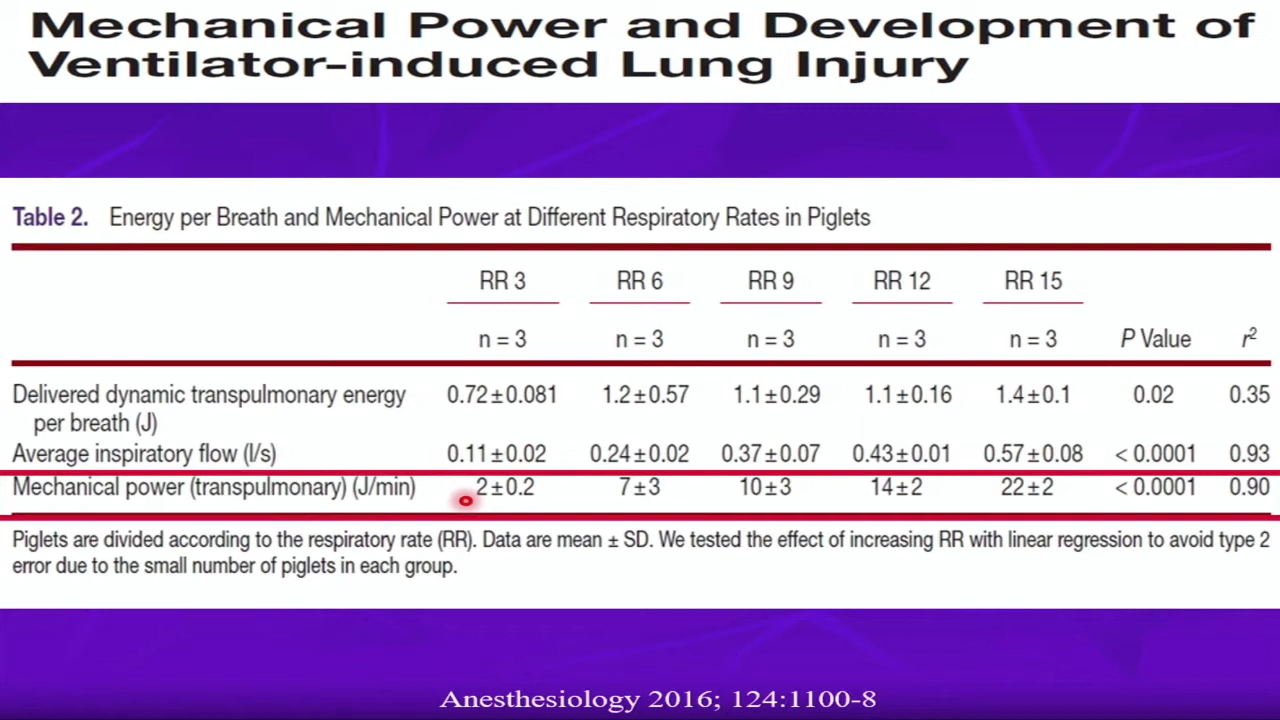 Mechanical Power and Development of
Ventilator-induced Lung Injury
Table 2. Energy per Breath and Mechanical Power at Different Respiratory Rates in Piglets
RR 3 RR 6 RR 9 RR 12 RR 15
n = 3 n = 3 n = 3 n = 3 n = 3 P Value r²
Delivered dynamic transpulmonary energy 0.72±0.081 1.2±0.57 1.1±0.29 1.1±0.16 1.4±0.1 0.02 0.35
per breath (J)
Average inspiratory flow (l/s) 0.11±0.02 0.24±0.02 0.37±0.07 0.43±0.01 0.57±0.08 < 0.0001 0.93
Mechanical power (transpulmonary) (J/min) 2±0.2 7±3 10±3 14±2 22±2 < 0.0001 0.90
Piglets are divided according to the respiratory rate (RR). Data are mean ± SD. We tested the effect of increasing RR with linear regression to avoid type 2
error due to the small number of piglets in each group.
Anesthesiology 2016; 124:1100-8